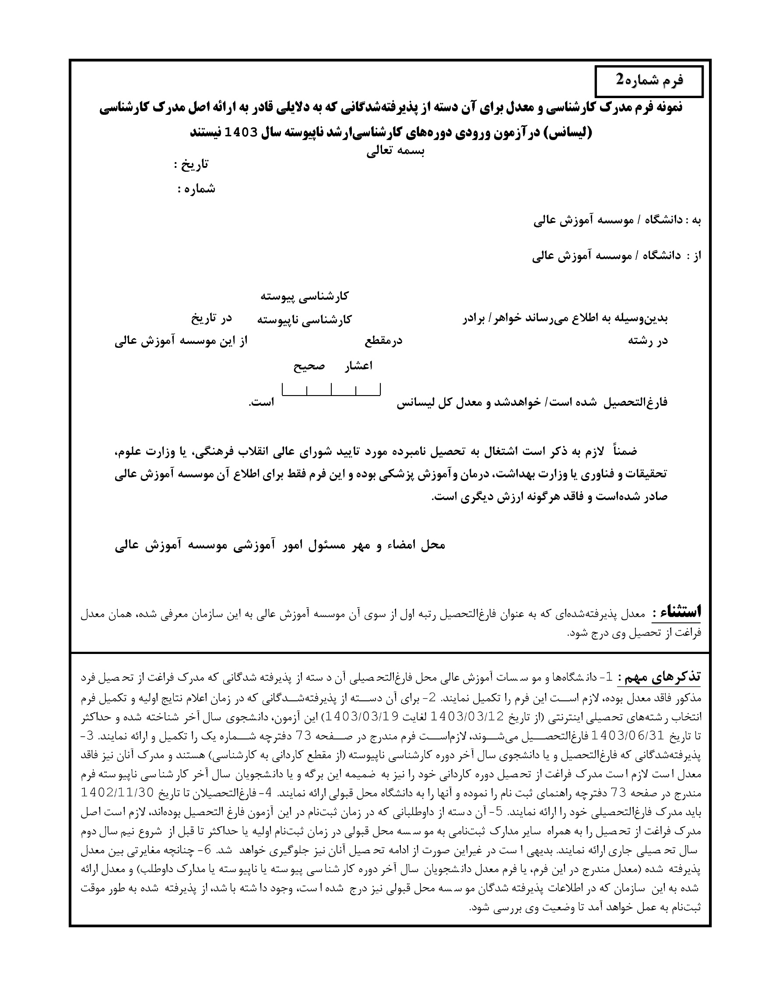 فرم شماره2
نمونه فرم مدرک کارشناسی و معدل برای آن دسته از پذیرفته‌شدگانی که به دلایلی قادر به ارائه اصل مدرک کارشناسی
(لیسانس) درآزمون ورودی دوره‌های کارشناسی‌ارشد ناپیوسته سال 1403 نیستند
بسمه تعالی
تاریخ :
شماره :
به : دانشگاه / موسسه آموزش عالی
از : دانشگاه / موسسه آموزش عالی
کارشناسی پیوسته
بدین‌وسیله به اطلاع می‌رساند خواهر/ برادر کارشناسی ناپیوسته در تاریخ
در رشته درمقطع از این موسسه آموزش عالی
اعشار صحیح
فارغ‌التحصیل شده است/ خواهدشد و معدل کل لیسانس است.
ضمناً لازم به ذکر است اشتغال به تحصیل نامبرده مورد تایید شورای عالی انقلاب فرهنگی، یا وزارت علوم،
تحقیقات و فناوری یا وزارت بهداشت، درمان وآموزش پزشکی بوده و این فرم فقط برای اطلاع آن موسسه آموزش عالی
صادر شده‌است و فاقد هرگونه ارزش دیگری است.
محل امضاء و مهر مسئول امور آموزشی موسسه آموزش عالی
استثناء : معدل پذیرفته‌شده‌ای که به عنوان فارغ‌التحصیل رتبه اول از سوی آن موسسه آموزش عالی به این سازمان معرفی شده، همان معدل
فراغت از تحصیل وی درج شود.
تذکرهای مهم : 1- دانشگاه‌ها و موسسات آموزش عالی محل فارغ‌التحصیلی آن دسته از پذیرفته شدگانی که مدرک فراغت از تحصیل فرد
مذکور فاقد معدل بوده، لازم است این فرم را تکمیل نمایند. 2- برای آن دسته از پذیرفته‌شدگانی که در زمان اعلام نتایج اولیه و تکمیل فرم
انتخاب رشته‌های تحصیلی اینترنتی (از تاریخ 1403/03/12 لغایت 1403/03/19) این آزمون، دانشجوی سال آخر شناخته شده و حداکثر
تا تاریخ 1403/06/31 فارغ‌التحصیل می‌شوند، لازم‌است فرم مندرج در صفحه 73 دفترچه شماره یک را تکمیل و ارائه نمایند. 3-
پذیرفته‌شدگانی که فارغ‌التحصیل و یا دانشجوی سال آخر دوره کارشناسی ناپیوسته (از مقطع کاردانی به کارشناسی) هستند و مدرک آنان نیز فاقد
معدل است لازم است مدرک فراغت از تحصیل دوره کاردانی خود را نیز به ضمیمه این برگه و یا دانشجویان سال آخر کارشناسی ناپیوسته فرم
مندرج در صفحه 73 دفترچه راهنمای ثبت نام را نموده و آنها را به دانشگاه محل قبولی ارائه نمایند. 4- فارغ‌التحصیلان تا تاریخ 1402/11/30
باید مدرک فارغ‌التحصیلی خود را ارائه نمایند. 5- آن دسته از داوطلبانی که در زمان ثبت‌نام در این آزمون فارغ التحصیل بوده‌اند، لازم است اصل
مدرک فراغت از تحصیل را به همراه سایر مدارک ثبت‌نامی به موسسه محل قبولی در زمان ثبت‌نام اولیه یا حداکثر تا قبل از شروع نیم سال دوم
سال تحصیلی جاری ارائه نمایند. بدیهی است در غیراین صورت از ادامه تحصیل آنان نیز جلوگیری خواهد شد. 6- چنانچه مغایرتی بین معدل
پذیرفته شده (معدل مندرج در این فرم، یا فرم معدل دانشجویان سال آخر دوره کارشناسی پیوسته یا ناپیوسته یا مدارک داوطلب) و معدل ارائه
شده به این سازمان که در اطلاعات پذیرفته شدگان موسسه محل قبولی نیز درج شده است، وجود داشته باشد، از پذیرفته شده به طور موقت
ثبت‌نام به عمل خواهد آمد تا وضعیت وی بررسی شود.